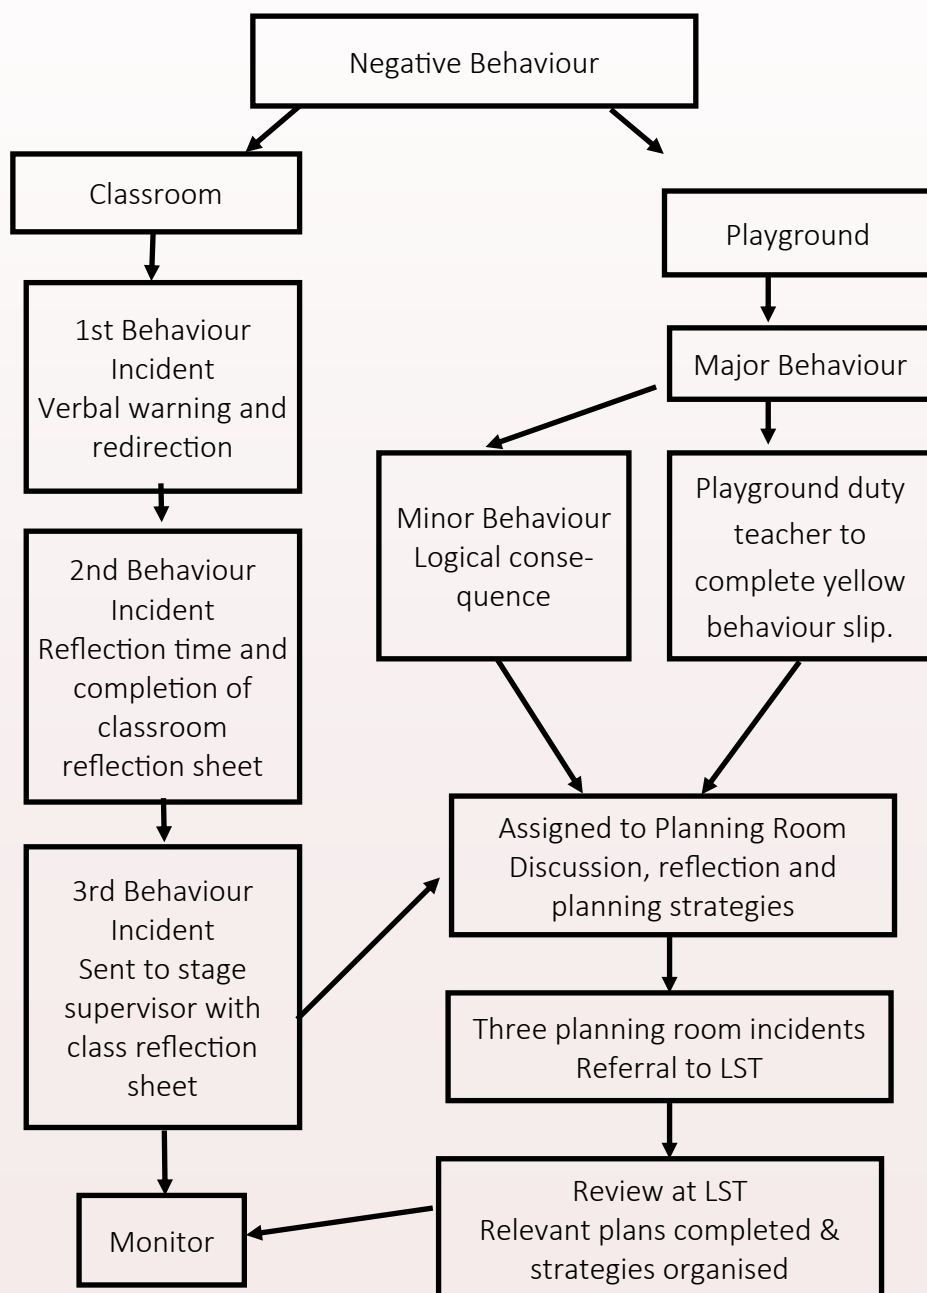 Negative Behaviour
Classroom
Playground
1st Behaviour
Incident
Verbal warning and
redirection
Major Behaviour
Minor Behaviour
Logical conse-
quence
Playground duty
teacher to
complete yellow
behaviour slip.
2nd Behaviour
Incident
Reflection time and
completion of
classroom
reflection sheet
3rd Behaviour
Incident
Sent to stage
supervisor with
class reflection
sheet
Assigned to Planning Room
Discussion, reflection and
planning strategies
Three planning room incidents
Referral to LST
Review at LST
Relevant plans completed &
strategies organised
Monitor